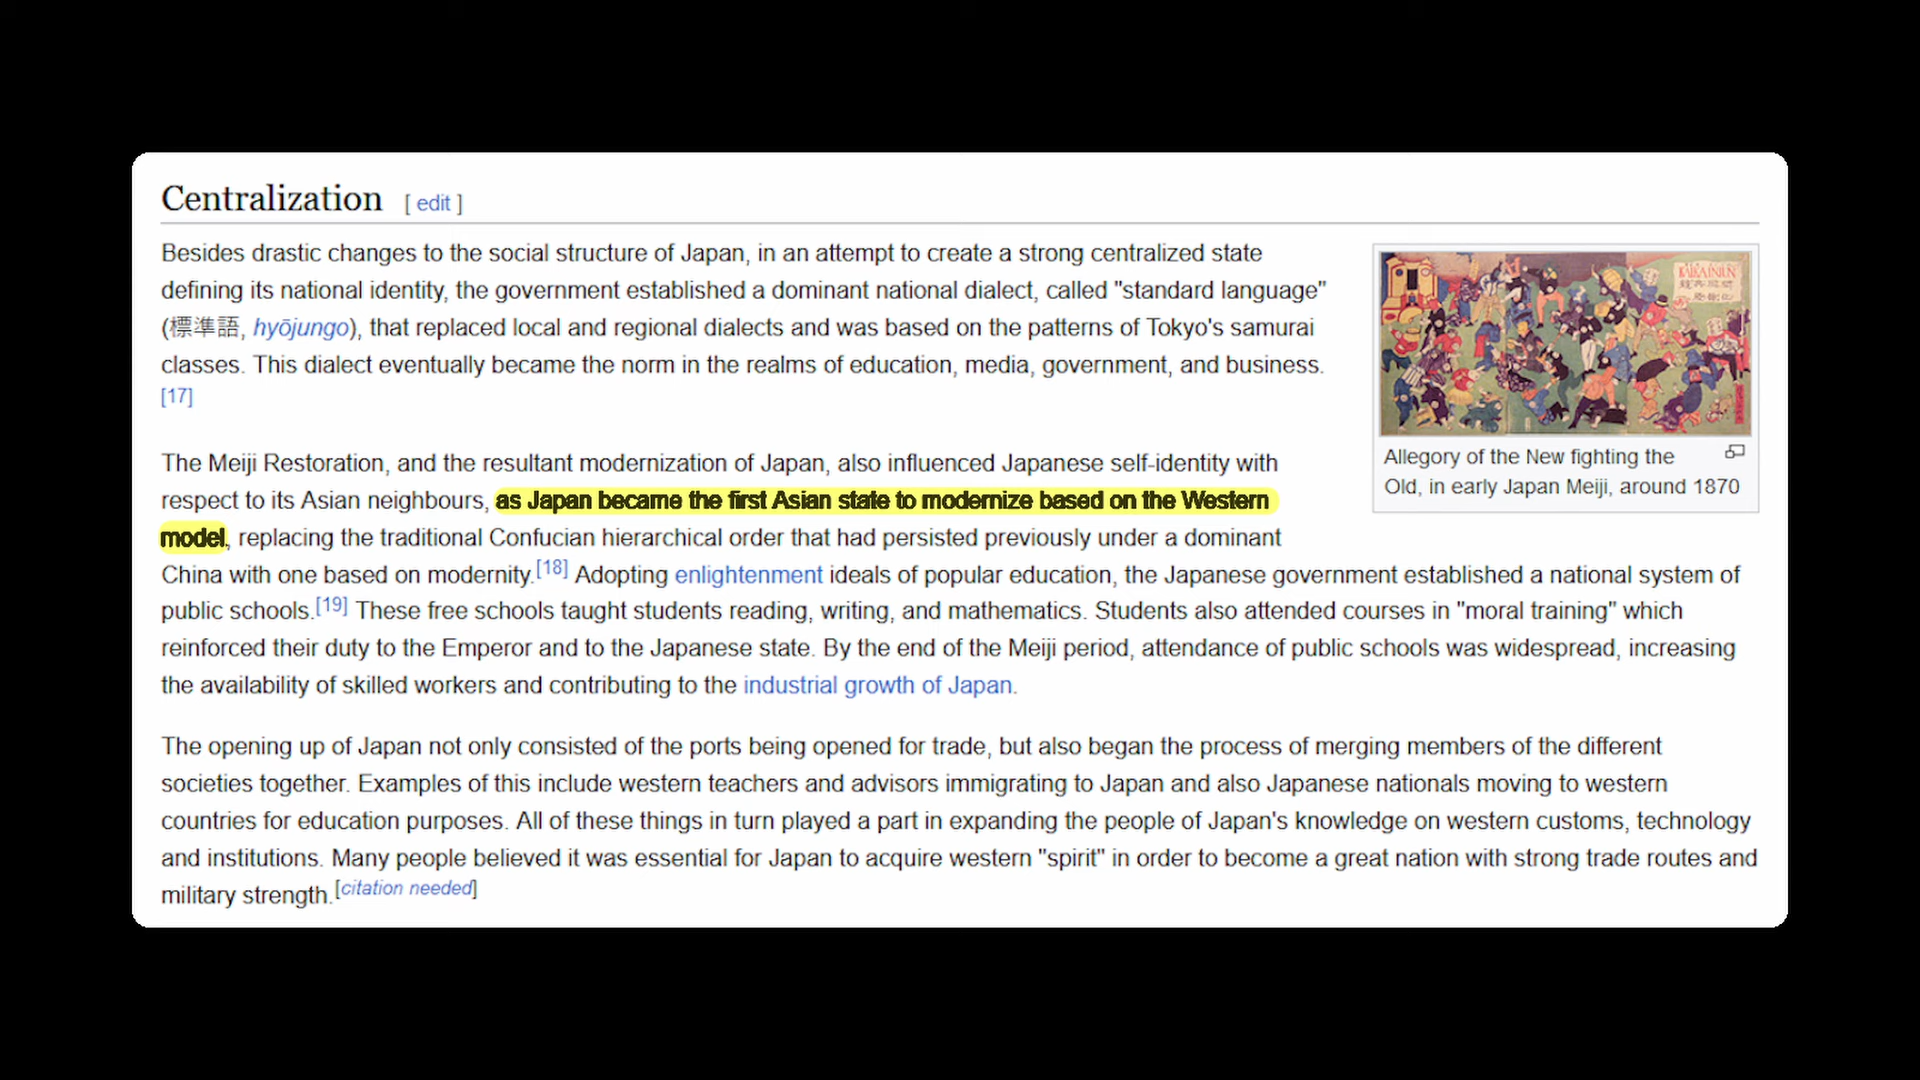 Centralization [ edit ]
Besides drastic changes to the social structure of Japan, in an attempt to create a strong centralized state
defining its national identity, the government established a dominant national dialect, called "standard language"
(標準語, hyōjungo), that replaced local and regional dialects and was based on the patterns of Tokyo's samurai
classes. This dialect eventually became the norm in the realms of education, media, government, and business.
[17]
Allegory of the New fighting the
Old, in early Japan Meiji, around 1870
The Meiji Restoration, and the resultant modernization of Japan, also influenced Japanese self-identity with
respect to its Asian neighbours, as Japan became the first Asian state to modernize based on the Western
model, replacing the traditional Confucian hierarchical order that had persisted previously under a dominant
China with one based on modernity.[18] Adopting enlightenment ideals of popular education, the Japanese government established a national system of
public schools.[19] These free schools taught students reading, writing, and mathematics. Students also attended courses in "moral training" which
reinforced their duty to the Emperor and to the Japanese state. By the end of the Meiji period, attendance of public schools was widespread, increasing
the availability of skilled workers and contributing to the industrial growth of Japan.
The opening up of Japan not only consisted of the ports being opened for trade, but also began the process of merging members of the different
societies together. Examples of this include western teachers and advisors immigrating to Japan and also Japanese nationals moving to western
countries for education purposes. All of these things in turn played a part in expanding the people of Japan's knowledge on western customs, technology
and institutions. Many people believed it was essential for Japan to acquire western "spirit" in order to become a great nation with strong trade routes and
military strength.[citation needed]